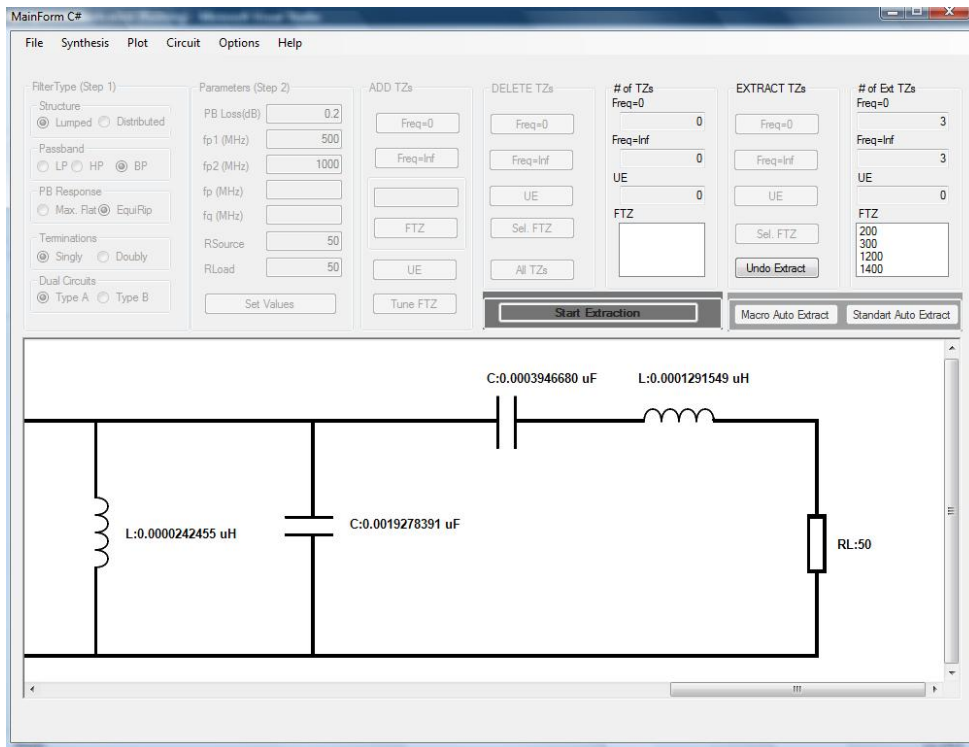 MainForm C#
File Synthesis Plot Circuit Options Help
FilterType (Step 1)
Structure
Lumped Distributed
Passband
LP HP BP
PB Response
Max. Flat EquiRip
Terminations
Singly Doubly
Dual Circuits
Type A Type B
Parameters (Step 2)
PB Loss(dB) 0.2
fp1 (MHz) 500
fp2 (MHz) 1000
fp (MHz)
fq (MHz)
RSource 50
RLoad 50
Set Values
ADD TZs
Freq=0
Freq=Inf
FTZ
UE
Tune FTZ
DELETE TZs
Freq=0
Freq=Inf
UE
Sel. FTZ
All TZs
# of TZs
Freq=0
0
Freq=Inf
0
UE
0
FTZ
EXTRACT TZs
Freq=0
Freq=Inf
UE
Sel. FTZ
Undo Extract
# of Ext TZs
Freq=0
3
Freq=Inf
3
UE
0
FTZ
200
300
1200
1400
Start Extraction
Macro Auto Extract
Standart Auto Extract
C:0.0003946680 uF
L:0.0001291549 uH
L:0.0000242455 uH
C:0.0019278391 uF
RL:50